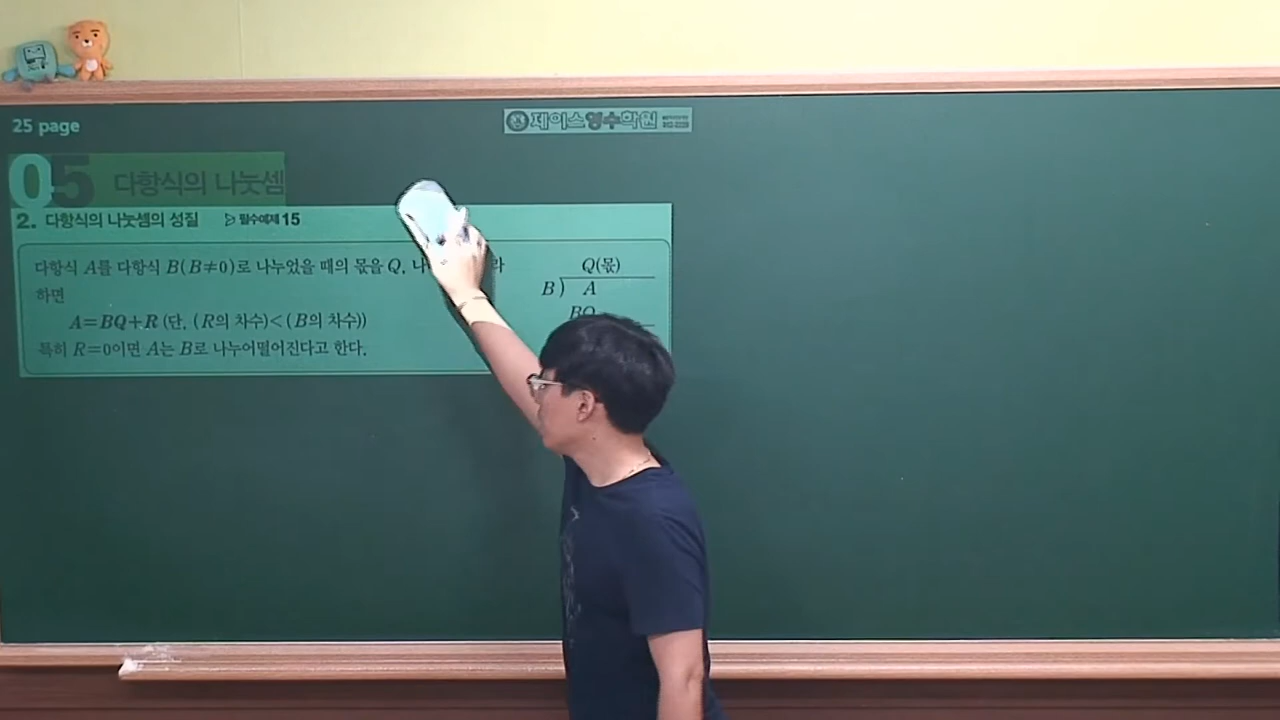 25 page
제이스영수학원
05 다항식의 나눗셈
2. 다항식의 나눗셈의 성질 ▷ 필수예제 15
다항식 A를 다항식 B(B≠0)로 나누었을 때의 몫을 Q, 나 라
하면
A=BQ+R (단, (R의 차수)<(B의 차수))
특히 R=0이면 A는 B로 나누어떨어진다고 한다.
Q(몫)
B) A
BQ